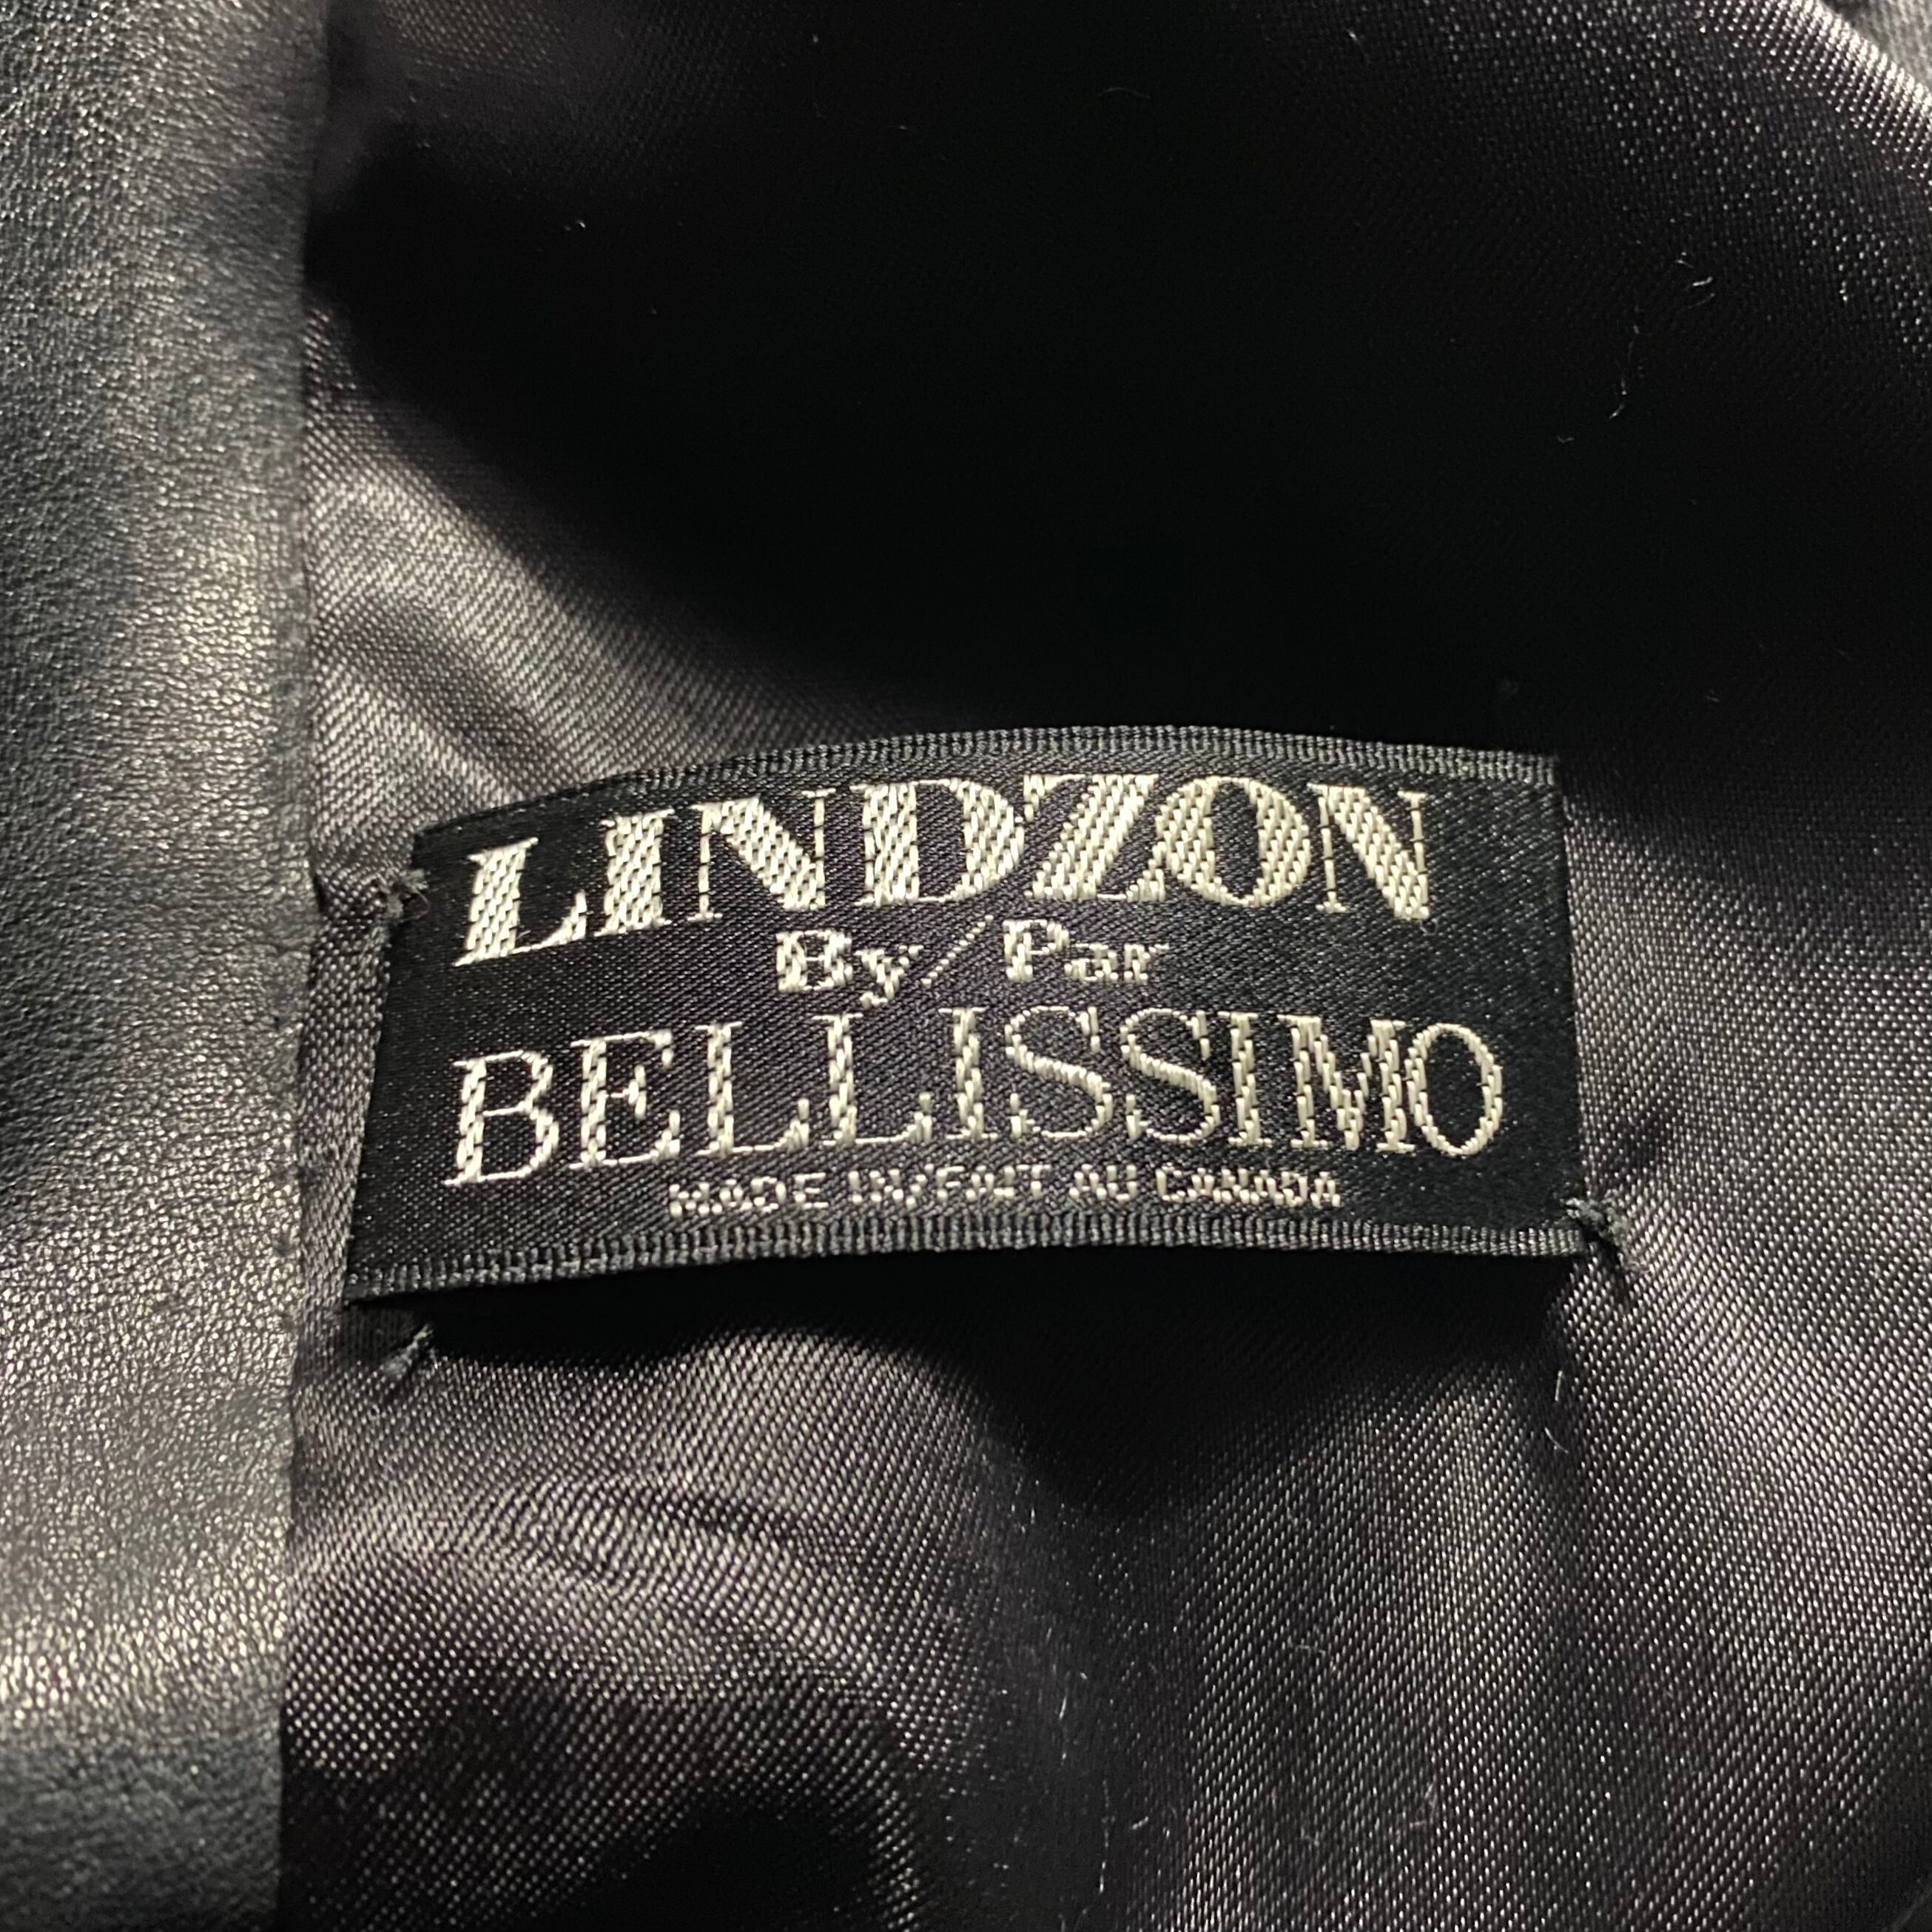 LINDZON
By/Par
BELLISSIMO
MADE IN/FAIT AU CANADA